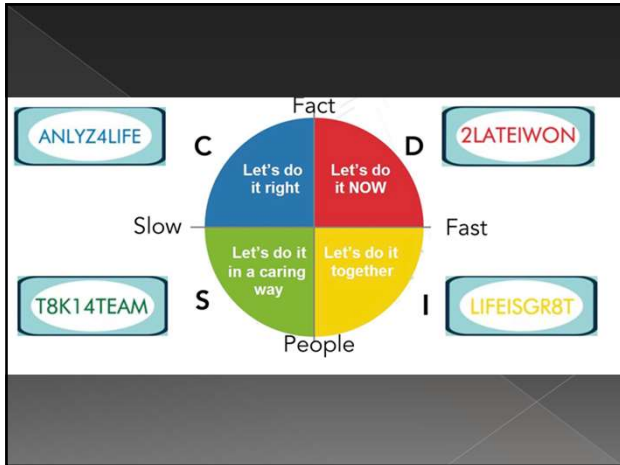 Fact
ANLYZ4LIFE
C
D
2LATEIWON
Let's do
it right
Let's do
it NOW
Slow
Fast
Let's do it
in a caring
way
Let's do it
together
T8K14TEAM
S
I
LIFEISGR8T
People